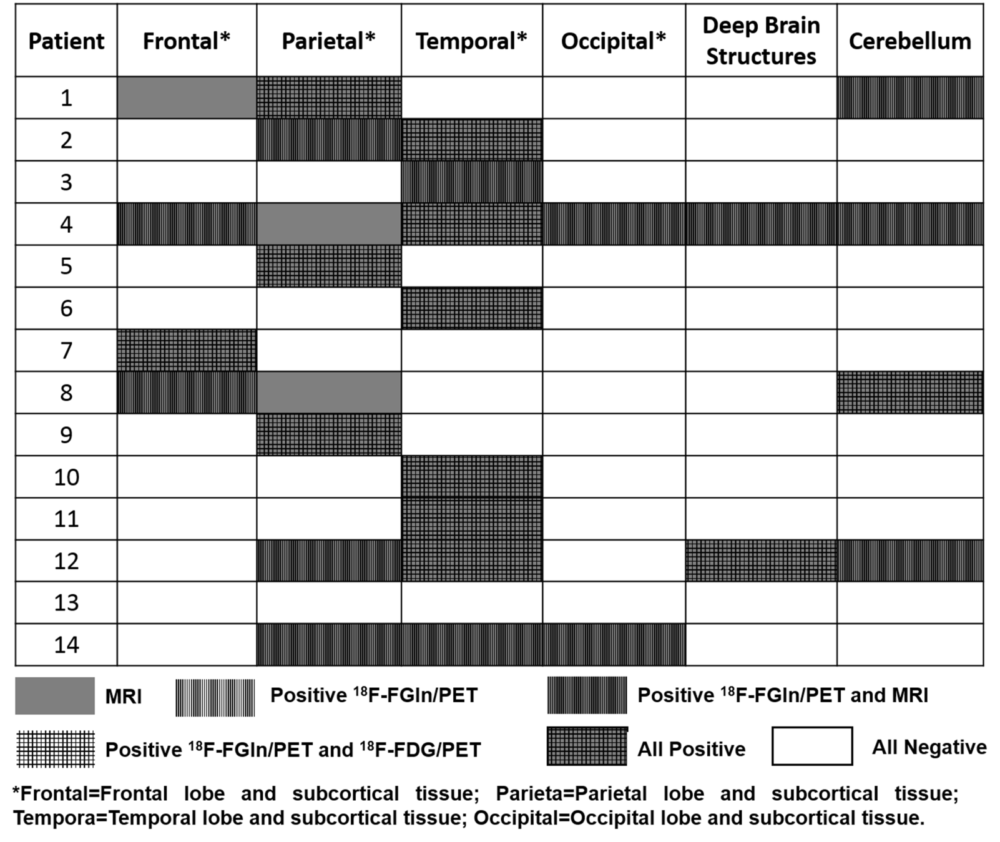 Patient Frontal* Parietal* Temporal* Occipital* Deep Brain Structures Cerebellum
1
2
3
4
5
6
7
8
9
10
11
12
13
14
MRI Positive ¹⁸F-FGln/PET Positive ¹⁸F-FGln/PET and MRI
Positive ¹⁸F-FGln/PET and ¹⁸F-FDG/PET All Positive All Negative
*Frontal=Frontal lobe and subcortical tissue; Parieta=Parietal lobe and subcortical tissue;
Tempora=Temporal lobe and subcortical tissue; Occipital=Occipital lobe and subcortical tissue.